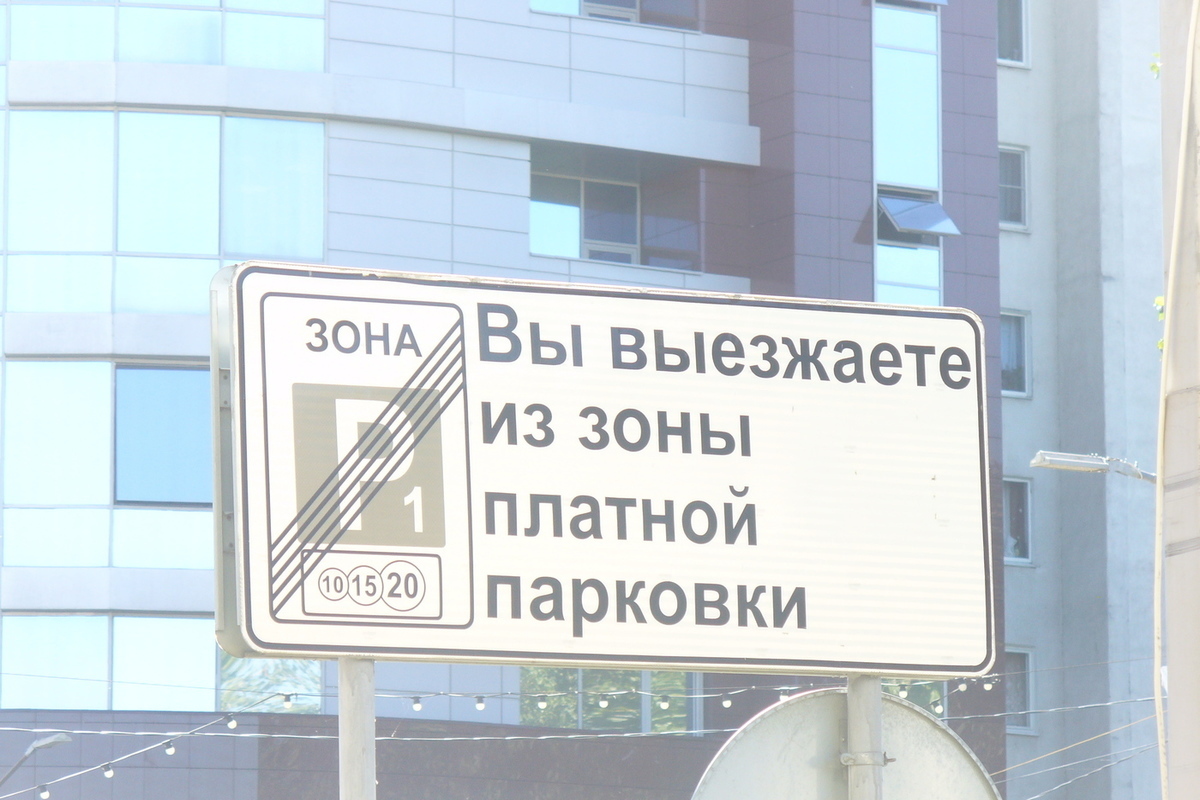 ЗОНА
P
1
10 15 20
Вы выезжаете
из зоны
платной
парковки